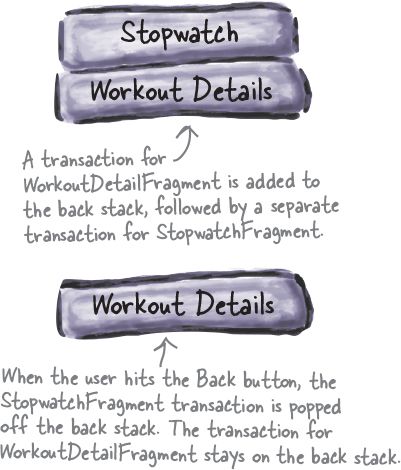 Stopwatch
Workout Details
A transaction for
WorkoutDetailFragment is added to
the back stack, followed by a separate
transaction for StopwatchFragment.
Workout Details
When the user hits the Back button, the
StopwatchFragment transaction is popped
off the back stack. The transaction for
WorkoutDetailFragment stays on the back stack.